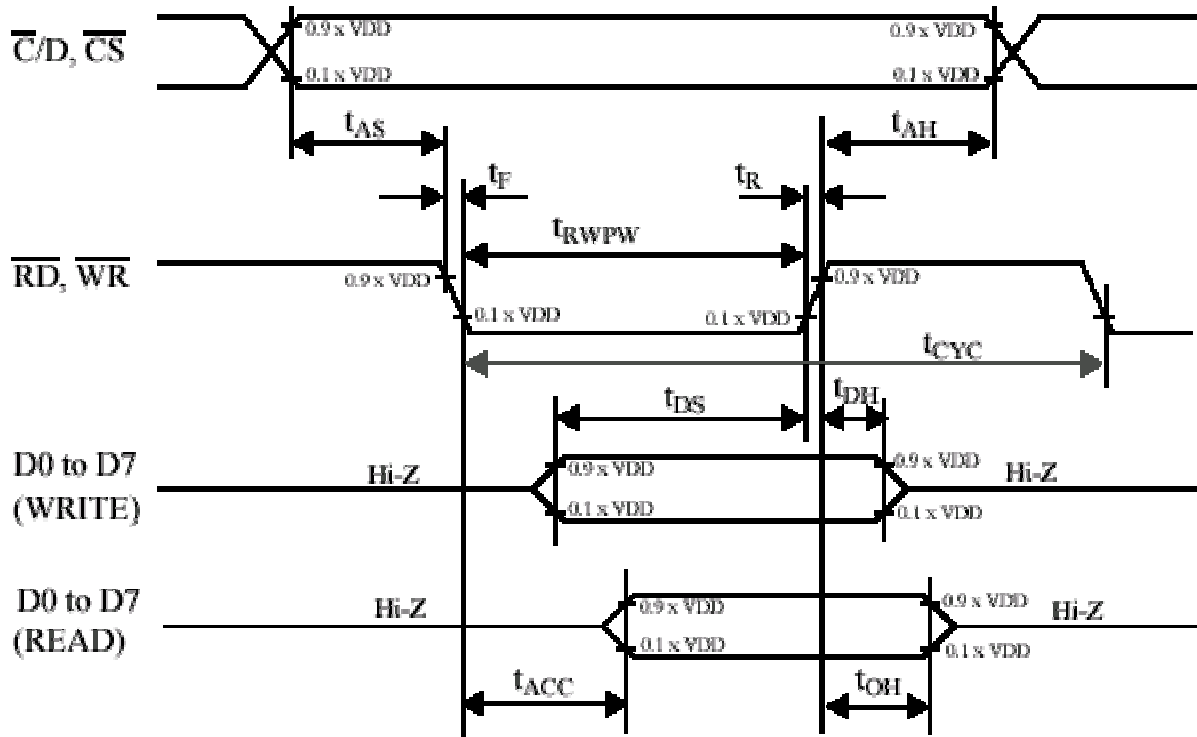 C̅/D, C̅S̅
0.9 x VDD
0.9 x VDD
0.1 x VDD
0.1 x VDD
tAS
tAH
tF
tR
tRWPW
R̅D̅, W̅R̅
0.9 x VDD
0.9 x VDD
0.1 x VDD
0.1 x VDD
tCYC
tDS
tDH
D0 to D7
(WRITE)
Hi-Z
0.9 x VDD
0.9 x VDD
Hi-Z
0.1 x VDD
0.1 x VDD
D0 to D7
(READ)
Hi-Z
0.9 x VDD
0.9 x VDD
Hi-Z
0.1 x VDD
0.1 x VDD
tACC
tOH